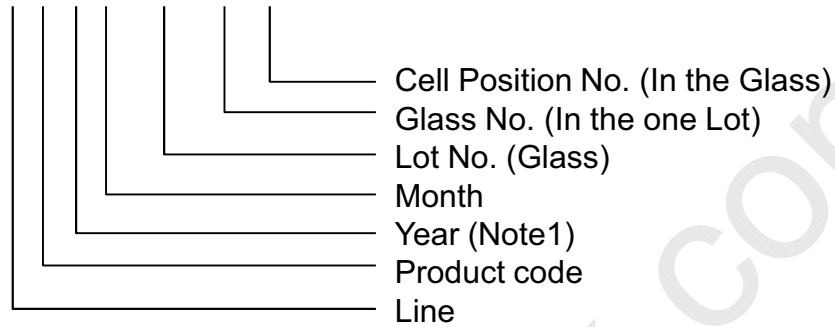 Cell Position No. (In the Glass)
Glass No. (In the one Lot)
Lot No. (Glass)
Month
Year (Note1)
Product code
Line